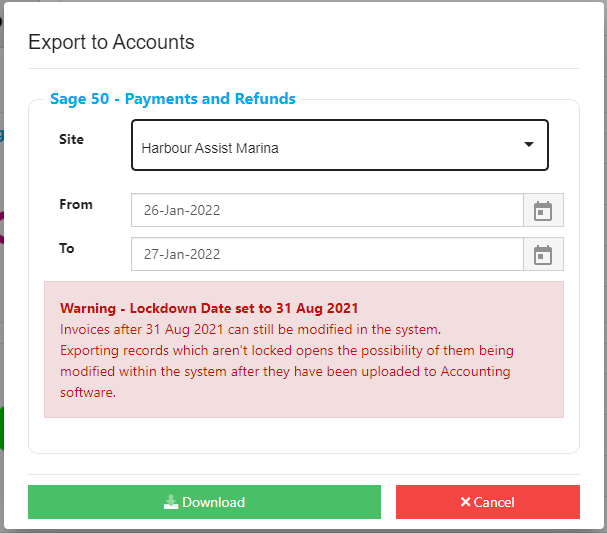 Export to Accounts
Sage 50 - Payments and Refunds
Site
Harbour Assist Marina
From
26-Jan-2022
To
27-Jan-2022
Warning - Lockdown Date set to 31 Aug 2021
Invoices after 31 Aug 2021 can still be modified in the system.
Exporting records which aren't locked opens the possibility of them being
modified within the system after they have been uploaded to Accounting
software.
Download
Cancel